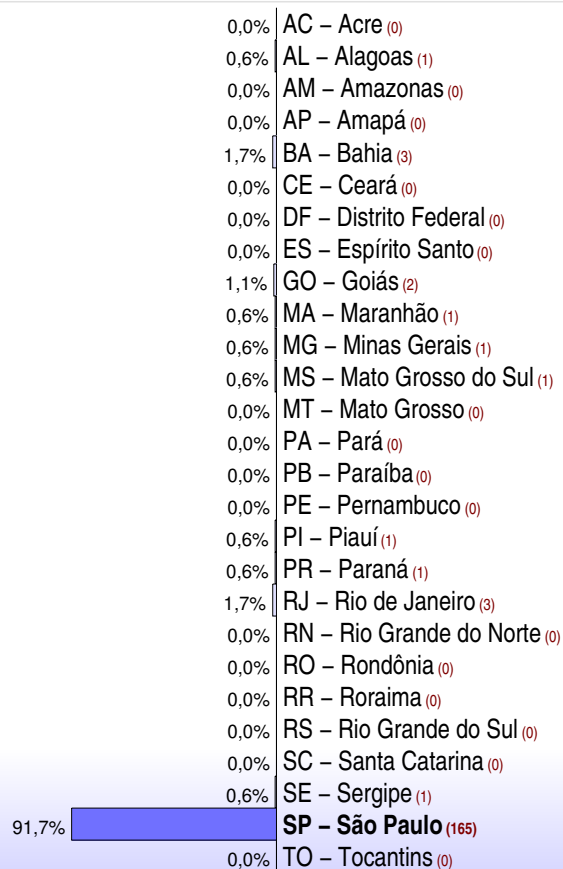 0,0% AC – Acre (0)
0,6% AL – Alagoas (1)
0,0% AM – Amazonas (0)
0,0% AP – Amapá (0)
1,7% BA – Bahia (3)
0,0% CE – Ceará (0)
0,0% DF – Distrito Federal (0)
0,0% ES – Espírito Santo (0)
1,1% GO – Goiás (2)
0,6% MA – Maranhão (1)
0,6% MG – Minas Gerais (1)
0,6% MS – Mato Grosso do Sul (1)
0,0% MT – Mato Grosso (0)
0,0% PA – Pará (0)
0,0% PB – Paraíba (0)
0,0% PE – Pernambuco (0)
0,6% PI – Piauí (1)
0,6% PR – Paraná (1)
1,7% RJ – Rio de Janeiro (3)
0,0% RN – Rio Grande do Norte (0)
0,0% RO – Rondônia (0)
0,0% RR – Roraima (0)
0,0% RS – Rio Grande do Sul (0)
0,0% SC – Santa Catarina (0)
0,6% SE – Sergipe (1)
91,7% SP – São Paulo (165)
0,0% TO – Tocantins (0)